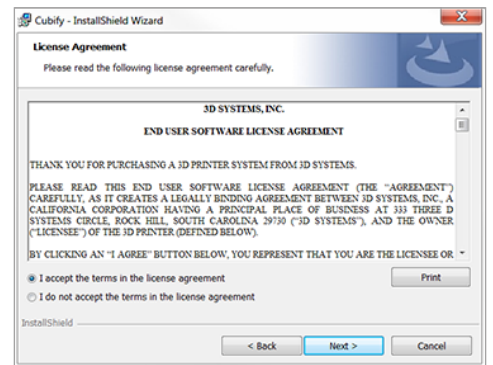 Cubify - InstallShield Wizard
License Agreement
Please read the following license agreement carefully.
3D SYSTEMS, INC.
END USER SOFTWARE LICENSE AGREEMENT
THANK YOU FOR PURCHASING A 3D PRINTER SYSTEM FROM 3D SYSTEMS.
PLEASE READ THIS END USER SOFTWARE LICENSE AGREEMENT (THE "AGREEMENT")
CAREFULLY, AS IT CREATES A LEGALLY BINDING AGREEMENT BETWEEN 3D SYSTEMS, INC., A
CALIFORNIA CORPORATION HAVING A PRINCIPAL PLACE OF BUSINESS AT 333 THREE D
SYSTEMS CIRCLE, ROCK HILL, SOUTH CAROLINA 29730 ("3D SYSTEMS"), AND THE OWNER
("LICENSEE") OF THE 3D PRINTER (DEFINED BELOW).
BY CLICKING AN "I AGREE" BUTTON BELOW, YOU REPRESENT THAT YOU ARE THE LICENSEE OR
I accept the terms in the license agreement
Print
I do not accept the terms in the license agreement
InstallShield
< Back
Next >
Cancel